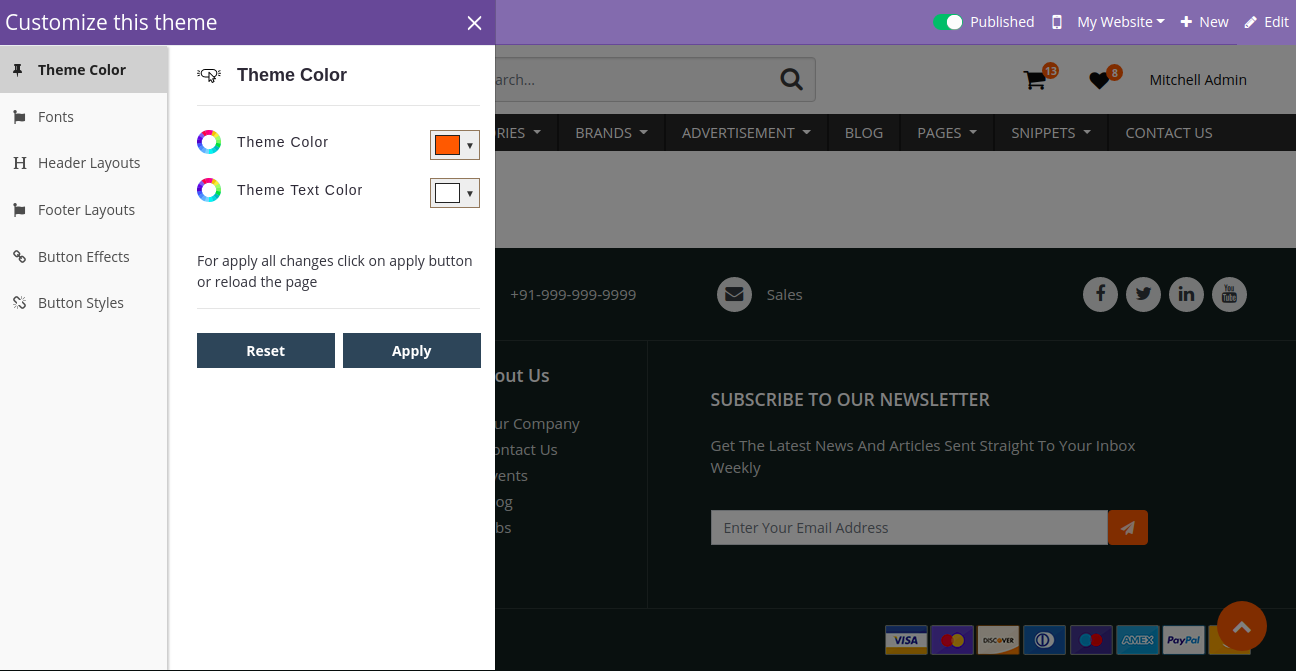 Customize this theme
Published My Website New Edit
Theme Color
Fonts
Header Layouts
Footer Layouts
Button Effects
Button Styles
Theme Color
Theme Color
Theme Text Color
For apply all changes click on apply button
or reload the page
Reset Apply
arch...
13
8
Mitchell Admin
RIES BRANDS ADVERTISEMENT BLOG PAGES SNIPPETS CONTACT US
+91-999-999-9999
Sales
You
Tube
out Us
ur Company
ontact Us
vents
og
bs
SUBSCRIBE TO OUR NEWSLETTER
Get The Latest News And Articles Sent Straight To Your Inbox
Weekly
Enter Your Email Address
VISA DISCOVER AMEX PayPal